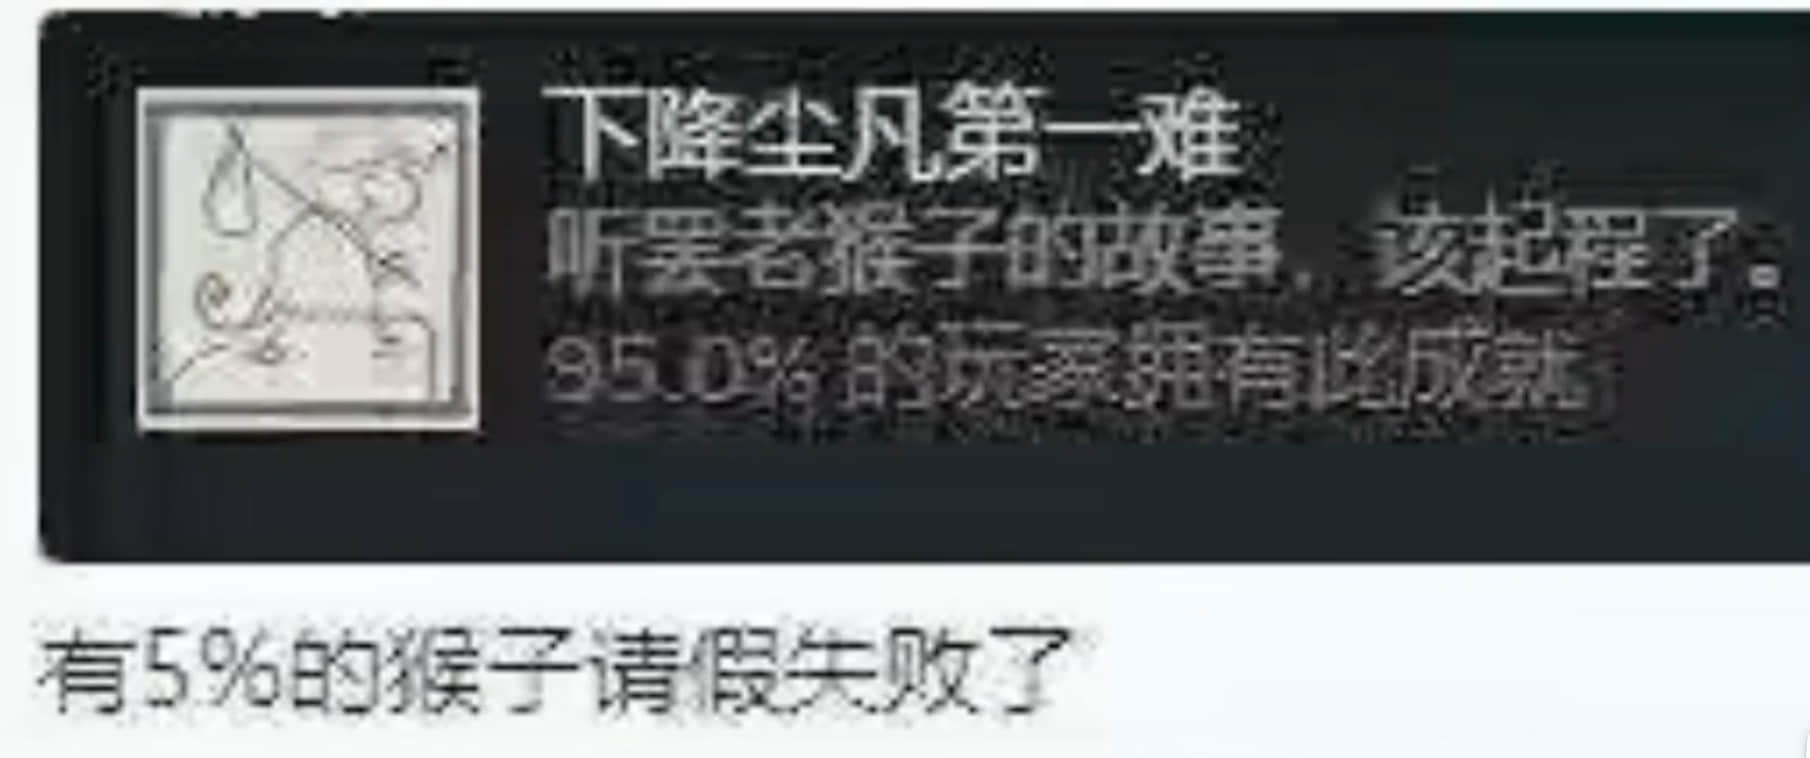 下降尘凡第一难
听罢老猴子的故事，该起程了。
95.0% 的玩家拥有此成就
有5%的猴子请假失败了